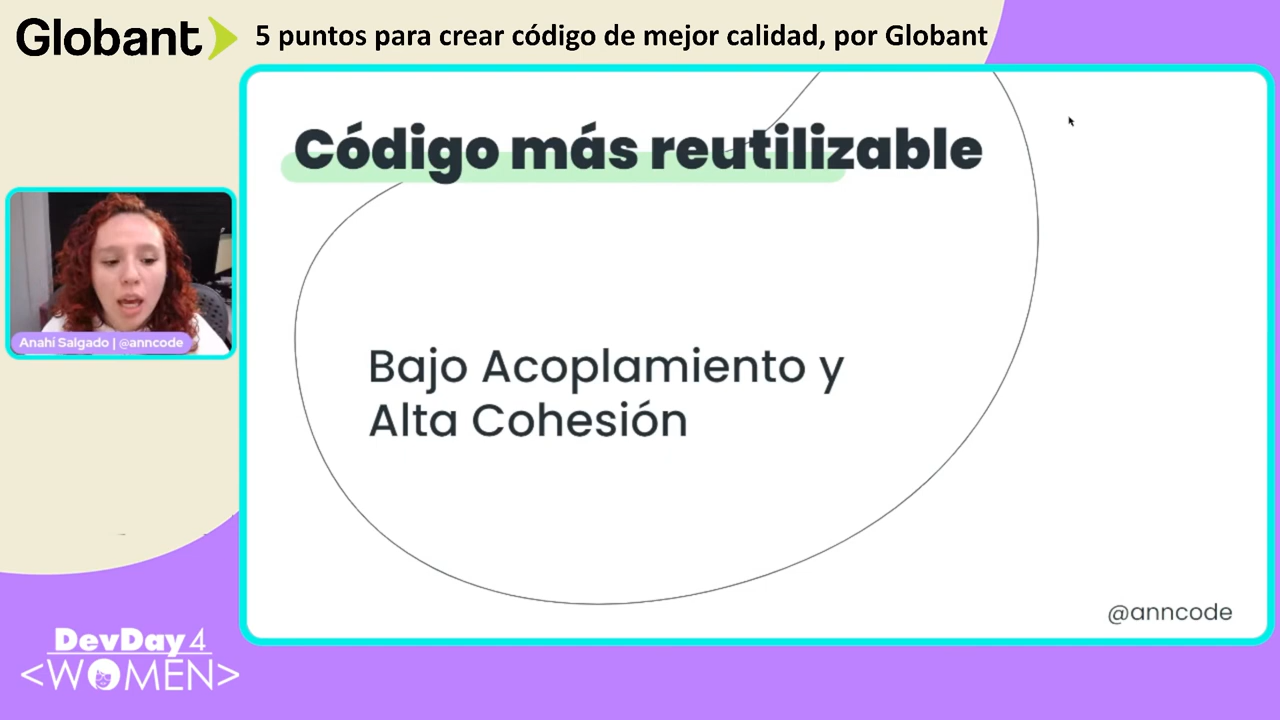 Globant
5 puntos para crear código de mejor calidad, por Globant
Código más reutilizable
Anahí Salgado | @anncode
Bajo Acoplamiento y
Alta Cohesión
@anncode
DevDay 4
<WOMEN>